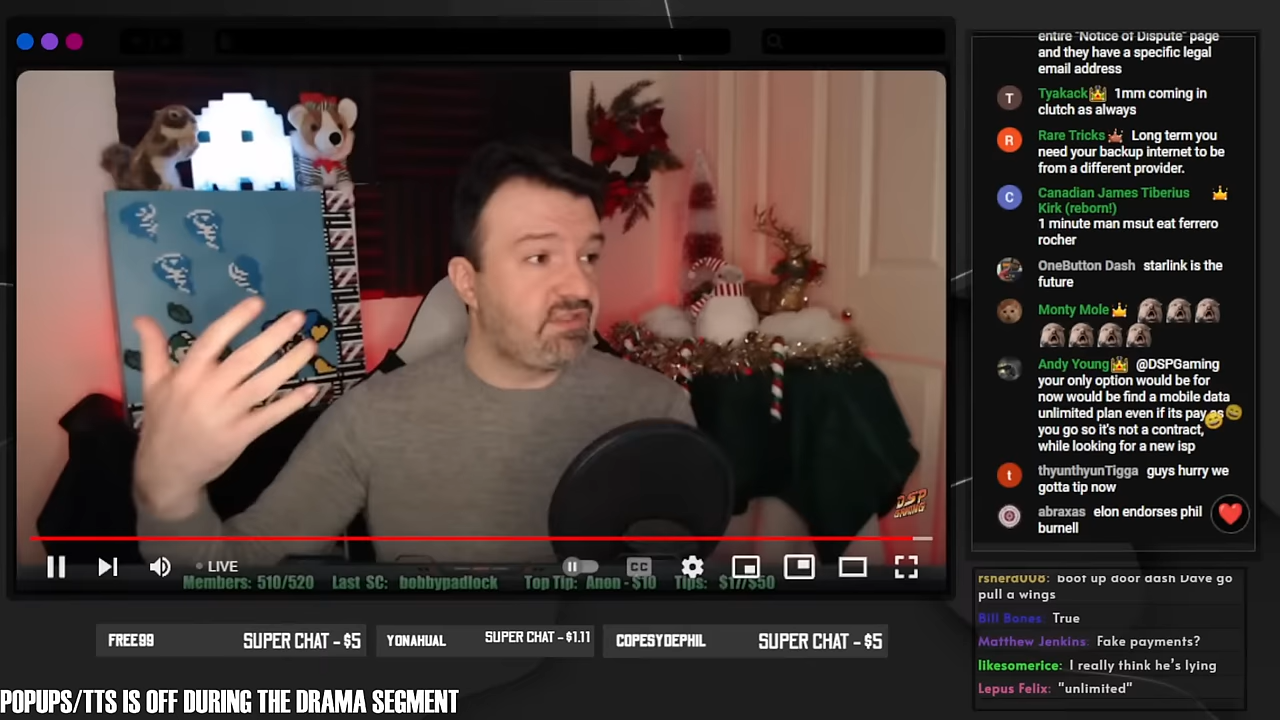 entire "Notice of Dispute" page
and they have a specific legal
email address
T
Tyakack 1mm coming in
clutch as always
R
Rare Tricks Long term you
need your backup internet to be
from a different provider.
C
Canadian James Tiberius
Kirk (reborn!)
1 minute man msut eat ferrero
rocher
OneButton Dash starlink is the
future
Monty Mole
Andy Young @DSPGaming
your only option would be for
now would be find a mobile data
unlimited plan even if its pay as
you go so it's not a contract,
while looking for a new isp
t
thyunthyunTigga guys hurry we
gotta tip now
abraxas elon endorses phil
burnell
DSP
GAMING
LIVE
CC
Members: 510/520 Last SC: bobbypadlock Top Tip: Anon - $10 Tips: $17/$50
rsnerd008: boot up door dash Dave go
pull a wings
Bill Bones: True
Matthew Jenkins: Fake payments?
likesomerice: I really think he's lying
Lepus Felix: "unlimited"
FREE99 SUPER CHAT - $5
YONAHUAL SUPER CHAT - $1.11
COPESYDEPHIL SUPER CHAT - $5
POPUPS/TTS IS OFF DURING THE DRAMA SEGMENT